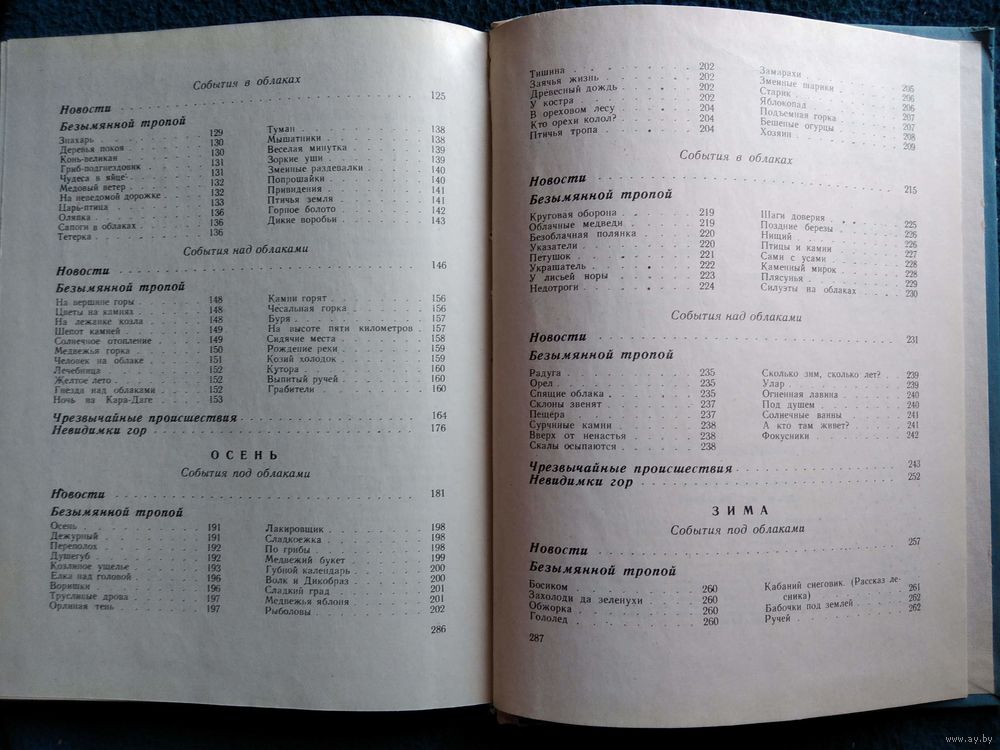 События в облаках
Новости 125
Безымянной тропой
Знахарь 129
Деревья покоя 130
Конь-великан 130
Гриб-подгнездовик 131
Чудеса в яйце 131
Медовый ветер 132
На неведомой дорожке 132
Царь-птица 133
Оляпка 136
Сапоги в облаках 136
Тетерка 136
Туман 138
Мышатники 138
Веселая минутка 139
Зоркие уши 139
Змеиные раздевалки 140
Попрошайки 140
Привидения 141
Птичья земля 141
Горное болото 142
Дикие воробьи 143
События над облаками
Новости 146
Безымянной тропой
На вершине горы 148
Цветы на камнях 148
На лежанке козла 148
Шепот камней 149
Солнечное отопление 149
Медвежья горка 150
Человек на облаке 151
Лечебница 152
Желтое лето 152
Гнезда над облаками 152
Ночь на Кара-Даге 153
Камни горят 156
Чесальная горка 156
Буря 157
На высоте пяти километров 157
Сидячие места 158
Рождение реки 159
Козий холодок 159
Кутора 160
Выпитый ручей 160
Грабители 160
Чрезвычайные происшествия 164
Невидимки гор 176
ОСЕНЬ
События под облаками
Новости 181
Безымянной тропой
Осень 191
Дежурный 191
Переполох 192
Душегуб 192
Козлиное ущелье 193
Елка над головой 196
Воришки 196
Трусливые дрова 197
Орлиная тень 197
Лакировщик 198
Сладкоежка 198
По грибы 198
Медвежий букет 199
Губной календарь 200
Волк и Дикобраз 200
Сладкий град 201
Медвежья яблоня 201
Рыболовы 202
286
Тишина 202
Заячья жизнь 202
Древесный дождь 202
У костра 202
В ореховом лесу 204
Кто орехи колол? 204
Птичья тропа 204
Замарахи 205
Змеиные шарики 206
Старик 206
Яблокопад 207
Подъемная горка 207
Бешеные огурцы 208
Хозяин 209
События в облаках
Новости 215
Безымянной тропой
Круговая оборона 219
Облачные медведи 219
Безоблачная полянка 220
Указатели 220
Петушок 221
Украшатель 222
У лисьей норы 223
Недотроги 224
Шаги доверия 225
Поздние березы 226
Нищий 226
Птицы и камни 227
Сами с усами 228
Каменный мирок 228
Плясунья 229
Силуэты на облаках 230
События над облаками
Новости 231
Безымянной тропой
Радуга 235
Орел 235
Спящие облака 235
Склоны звенят 237
Пещера 237
Сурчиные камни 238
Вверх от ненастья 238
Скалы осыпаются 238
Сколько зим, сколько лет? 239
Улар 239
Огненная лавина 240
Под душем 240
Солнечные ванны 241
А кто там живет? 241
Фокусники 242
Чрезвычайные происшествия 243
Невидимки гор 252
ЗИМА
События под облаками
Новости 257
Безымянной тропой
Босиком 260
Захолоди да зеленухи 260
Обжорка 260
Гололед 260
Кабаний снеговик. (Рассказ ле-
сника) 261
Бабочки под землей 262
Ручей 262
287
www.ay.by